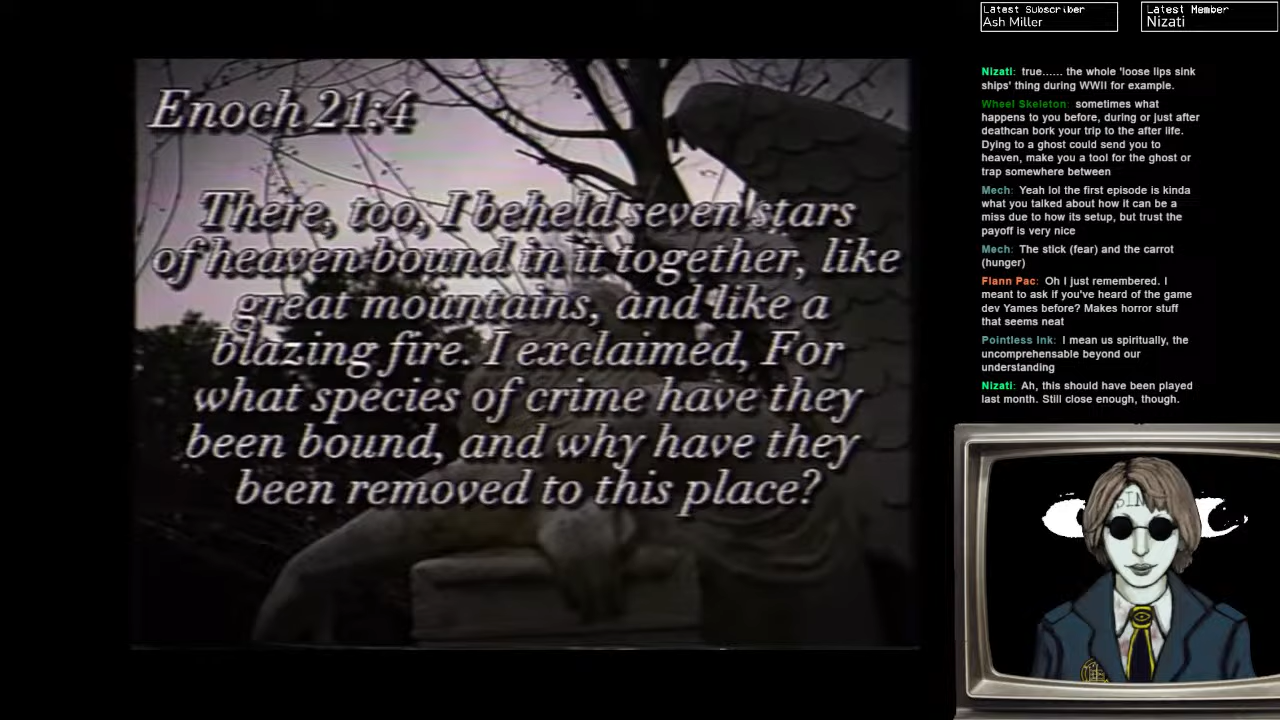 Latest Subscriber
Ash Miller
Latest Member
Nizati
Enoch 21:4
There, too, I beheld seven stars
of heaven bound in it together, like
great mountains, and like a
blazing fire. I exclaimed, For
what species of crime have they
been bound, and why have they
been removed to this place?
Nizati: true...... the whole 'loose lips sink
ships' thing during WWII for example.
Wheel Skeleton: sometimes what
happens to you before, during or just after
deathcan bork your trip to the after life.
Dying to a ghost could send you to
heaven, make you a tool for the ghost or
trap somewhere between
Mech: Yeah lol the first episode is kinda
what you talked about how it can be a
miss due to how its setup, but trust the
payoff is very nice
Mech: The stick (fear) and the carrot
(hunger)
Flann Pac: Oh I just remembered. I
meant to ask if you've heard of the game
dev Yames before? Makes horror stuff
that seems neat
Pointless Ink: I mean us spiritually, the
uncomprehensable beyond our
understanding
Nizati: Ah, this should have been played
last month. Still close enough, though.
SIN